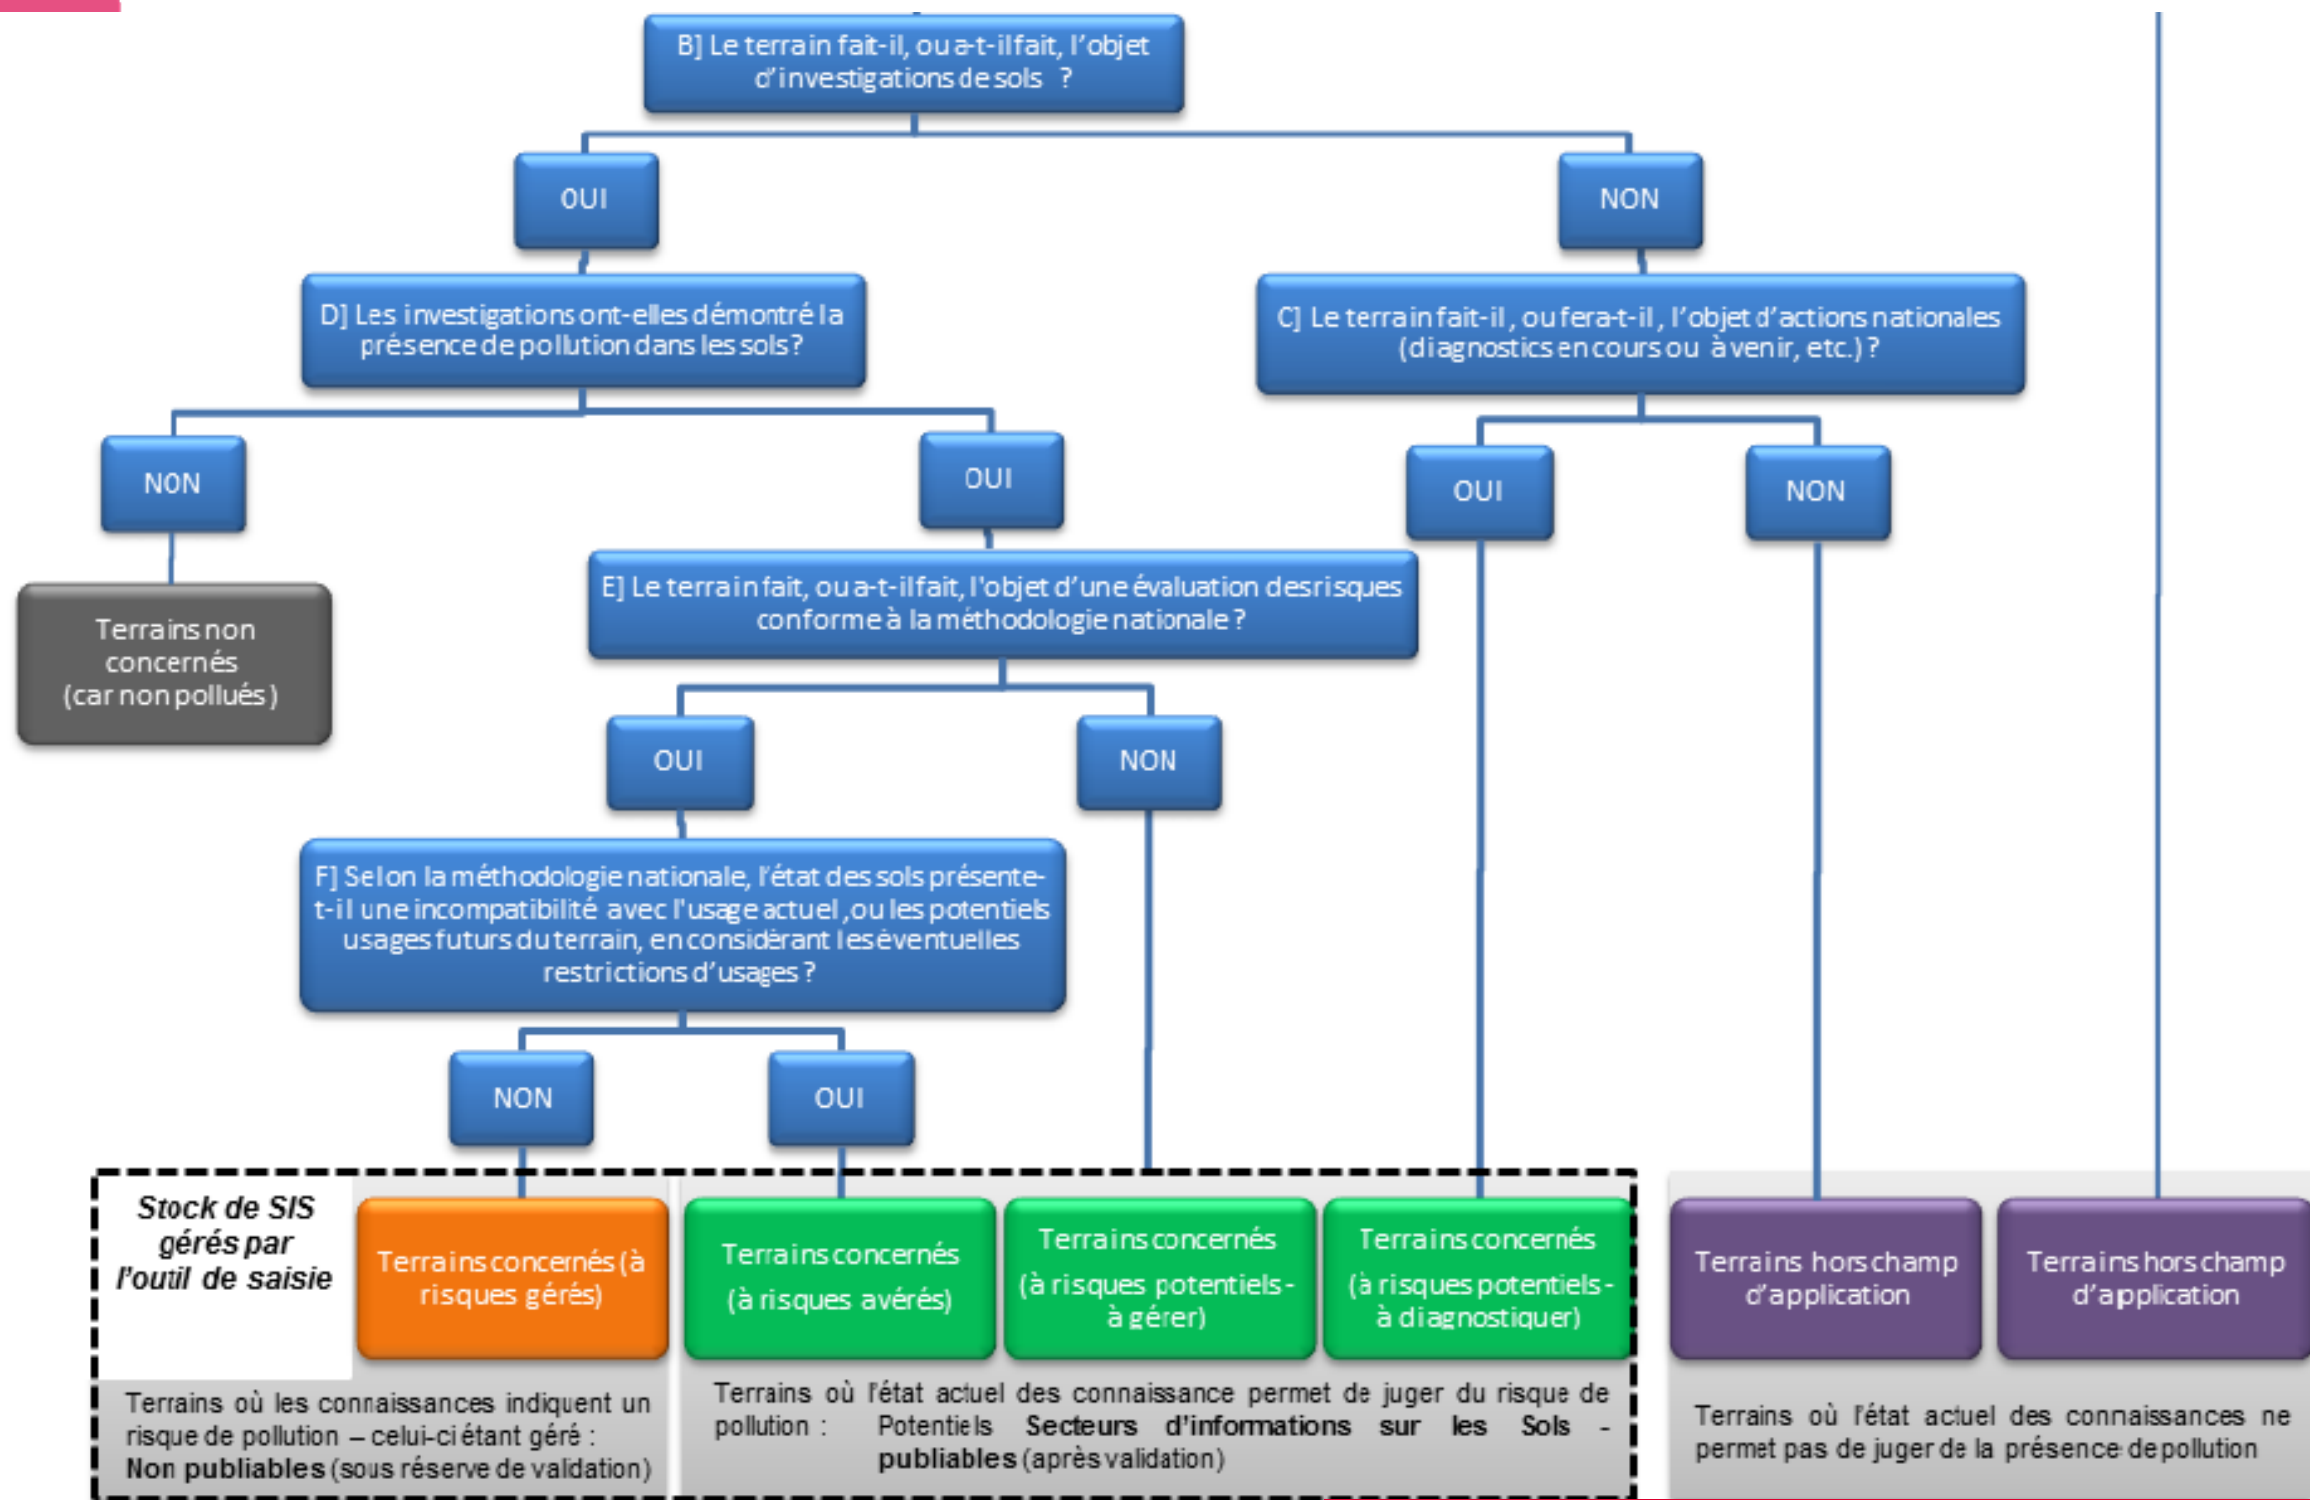 B] Le terrain fait-il, ou a-t-il fait, l'objet
d'investigations de sols ?
OUI
NON
D] Les investigations ont-elles démontré la
présence de pollution dans les sols ?
C] Le terrain fait-il, ou fera-t-il, l'objet d'actions nationales
(diagnostics en cours ou à venir, etc.) ?
NON
OUI
OUI
NON
Terrains non
concernés
(car non pollués)
E] Le terrain fait, ou a-t-il fait, l'objet d'une évaluation des risques
conforme à la méthodologie nationale ?
OUI
NON
F] Selon la méthodologie nationale, l'état des sols présente-
t-il une incompatibilité avec l'usage actuel, ou les potentiels
usages futurs du terrain, en considérant les éventuelles
restrictions d'usages ?
NON
OUI
Stock de SIS
gérés par
l'outil de saisie
Terrains concernés (à
risques gérés)
Terrains concernés
(à risques avérés)
Terrains concernés
(à risques potentiels -
à gérer)
Terrains concernés
(à risques potentiels -
à diagnostiquer)
Terrains hors champ
d'application
Terrains hors champ
d'application
Terrains où les connaissances indiquent un
risque de pollution – celui-ci étant géré :
Non publiables (sous réserve de validation)
Terrains où l'état actuel des connaissance permet de juger du risque de
pollution : Potentiels Secteurs d'informations sur les Sols -
publiables (après validation)
Terrains où l'état actuel des connaissances ne
permet pas de juger de la présence de pollution